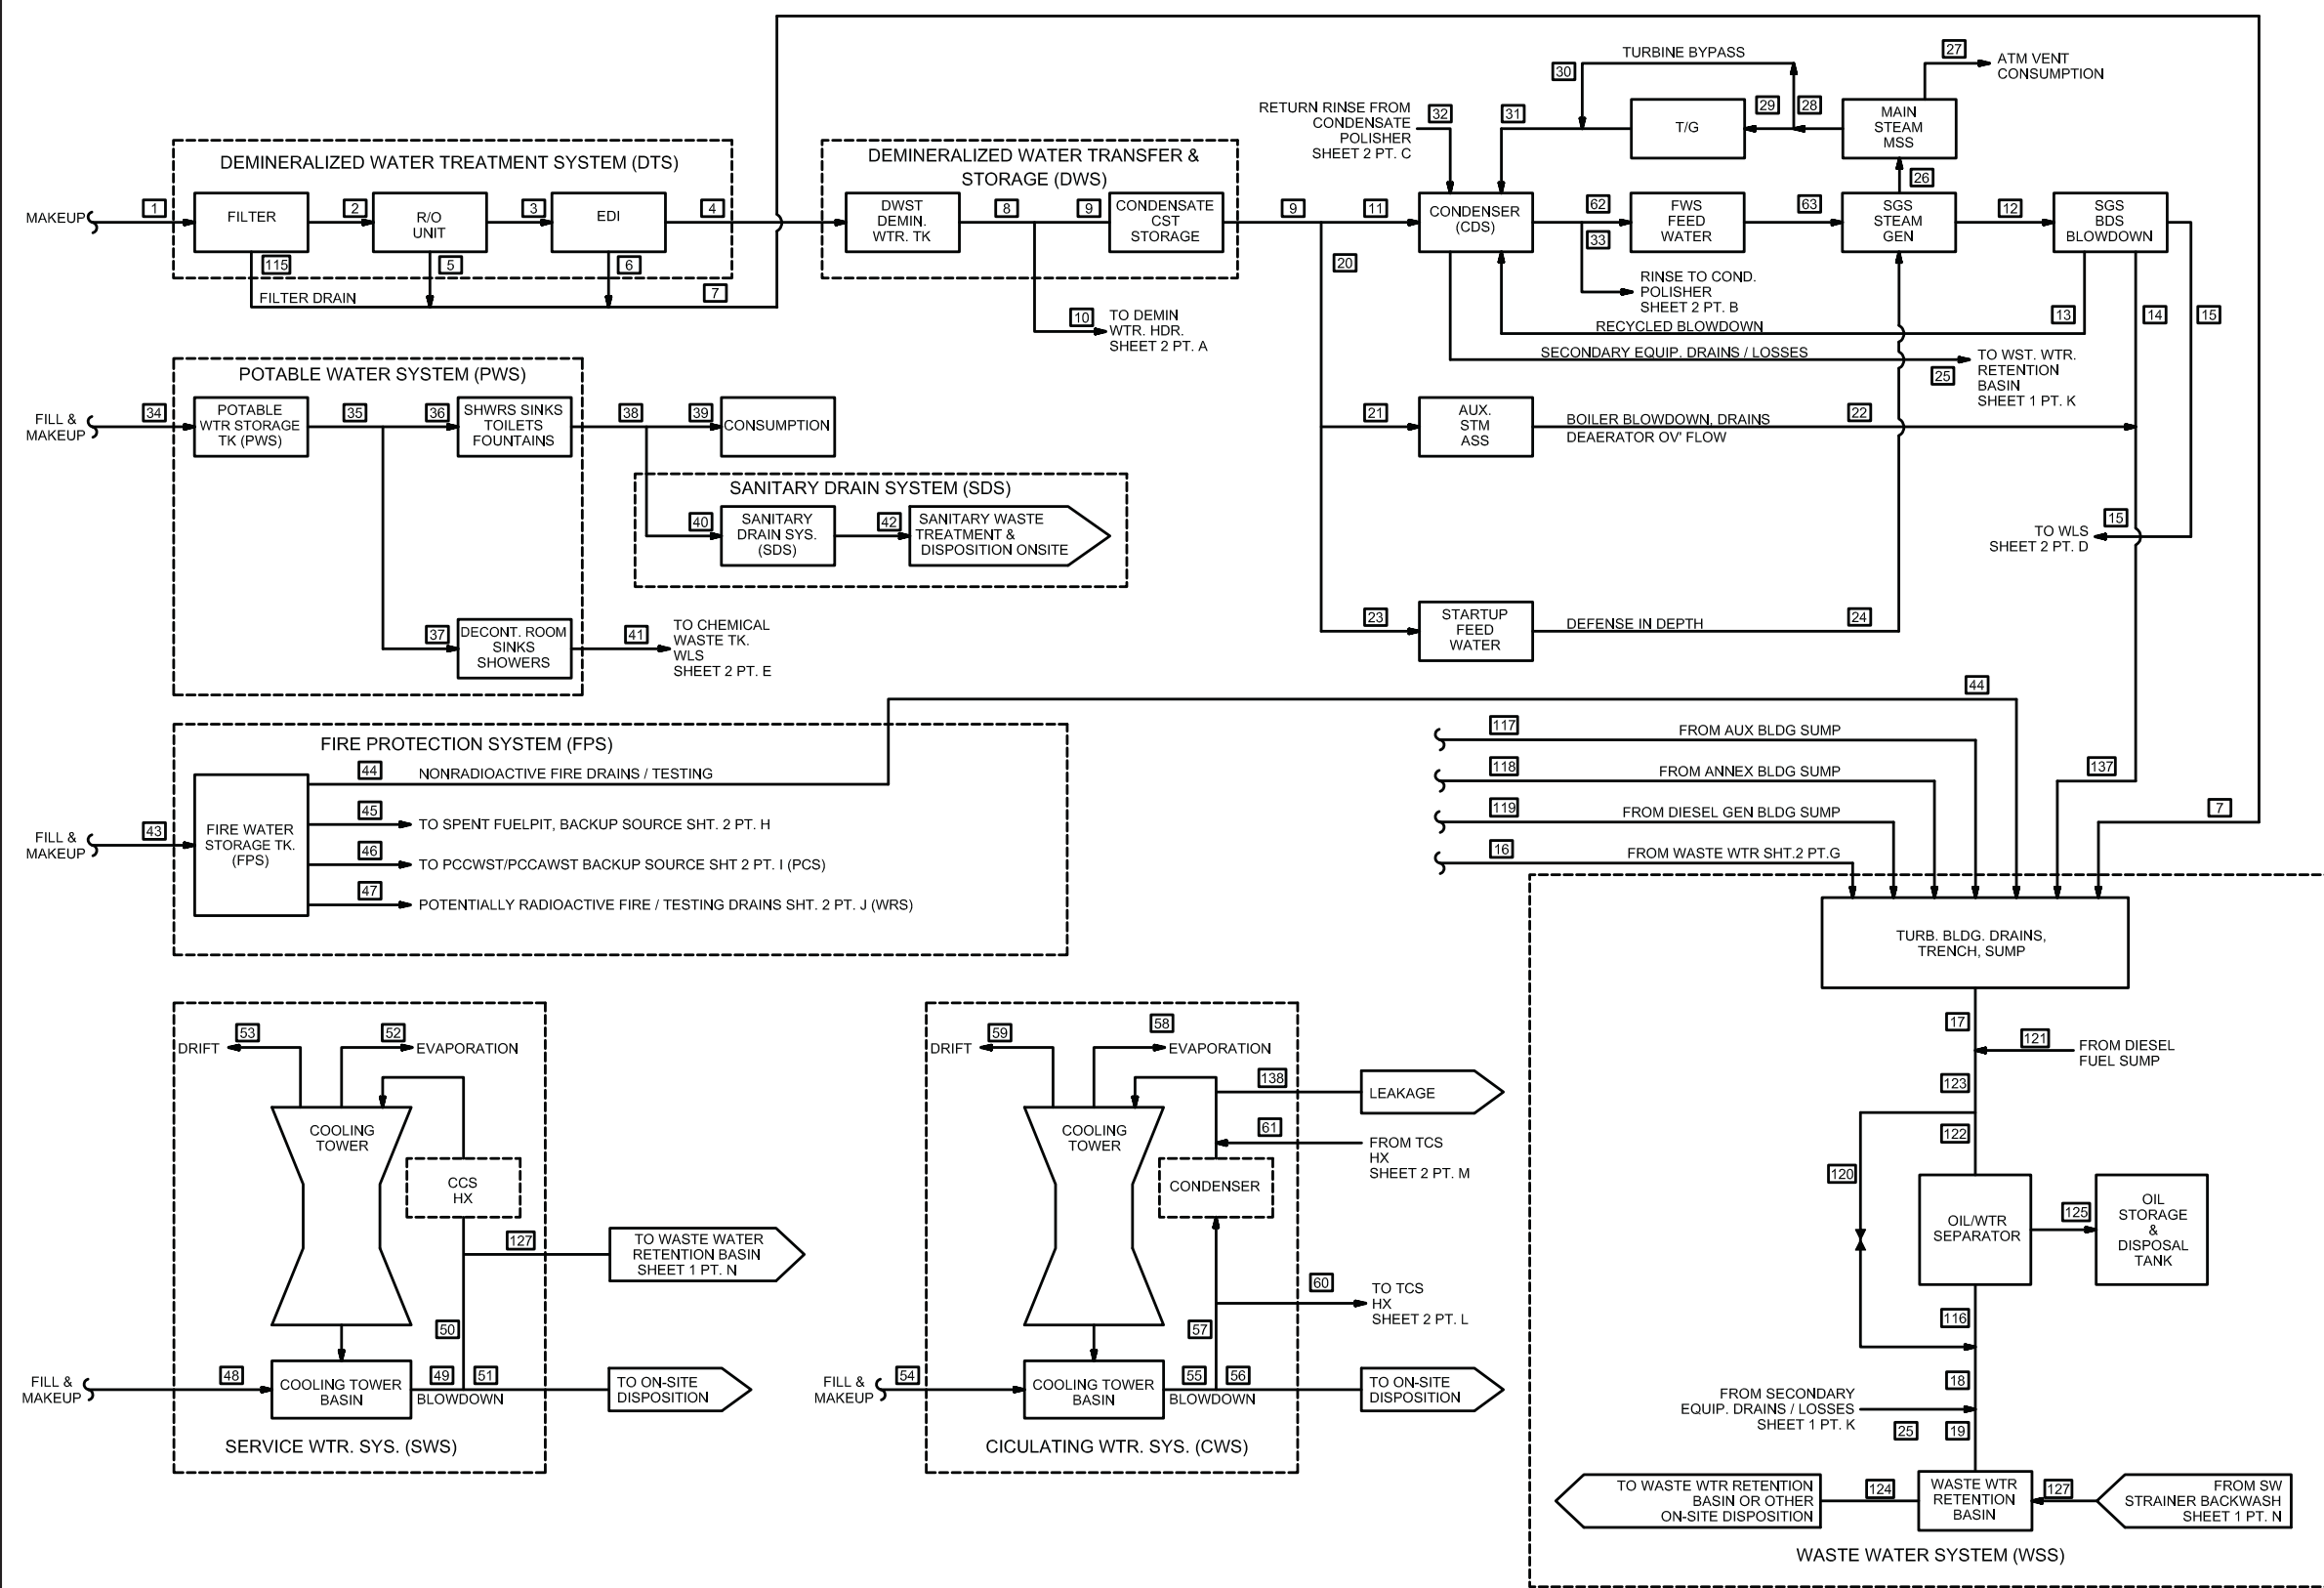 TURBINE BYPASS
27
ATM VENT
CONSUMPTION
30
RETURN RINSE FROM
CONDENSATE
POLISHER
SHEET 2 PT. C
32
31
T/G
29
28
MAIN
STEAM
MSS
26
DEMINERALIZED WATER TREATMENT SYSTEM (DTS)
MAKEUP
1
FILTER
2
R/O
UNIT
3
EDI
4
115
5
6
FILTER DRAIN
7
DEMINERALIZED WATER TRANSFER &
STORAGE (DWS)
DWST
DEMIN.
WTR. TK
8
9
CONDENSATE
CST
STORAGE
9
11
CONDENSER
(CDS)
62
33
FWS
FEED
WATER
63
SGS
STEAM
GEN
12
SGS
BDS
BLOWDOWN
20
10
TO DEMIN
WTR. HDR.
SHEET 2 PT. A
RINSE TO COND.
POLISHER
SHEET 2 PT. B
RECYCLED BLOWDOWN
13
14
15
SECONDARY EQUIP. DRAINS / LOSSES
25
TO WST. WTR.
RETENTION
BASIN
SHEET 1 PT. K
POTABLE WATER SYSTEM (PWS)
FILL &
MAKEUP
34
POTABLE
WTR STORAGE
TK (PWS)
35
36
SHWRS SINKS
TOILETS
FOUNTAINS
38
39
CONSUMPTION
21
AUX.
STM
ASS
BOILER BLOWDOWN, DRAINS
DEAERATOR OV' FLOW
22
SANITARY DRAIN SYSTEM (SDS)
40
SANITARY
DRAIN SYS.
(SDS)
42
SANITARY WASTE
TREATMENT &
DISPOSITION ONSITE
TO WLS
SHEET 2 PT. D
15
37
DECONT. ROOM
SINKS
SHOWERS
41
TO CHEMICAL
WASTE TK.
WLS
SHEET 2 PT. E
23
STARTUP
FEED
WATER
DEFENSE IN DEPTH
24
44
FIRE PROTECTION SYSTEM (FPS)
FILL &
MAKEUP
43
FIRE WATER
STORAGE TK.
(FPS)
44
NONRADIOACTIVE FIRE DRAINS / TESTING
45
TO SPENT FUELPIT, BACKUP SOURCE SHT. 2 PT. H
46
TO PCCWST/PCCAWST BACKUP SOURCE SHT 2 PT. I (PCS)
47
POTENTIALLY RADIOACTIVE FIRE / TESTING DRAINS SHT. 2 PT. J (WRS)
117
FROM AUX BLDG SUMP
118
FROM ANNEX BLDG SUMP
119
FROM DIESEL GEN BLDG SUMP
16
FROM WASTE WTR SHT.2 PT.G
137
7
TURB. BLDG. DRAINS,
TRENCH, SUMP
17
121
FROM DIESEL
FUEL SUMP
123
122
120
OIL/WTR
SEPARATOR
125
OIL
STORAGE
&
DISPOSAL
TANK
116
18
FROM SECONDARY
EQUIP. DRAINS / LOSSES
SHEET 1 PT. K
25
19
TO WASTE WTR RETENTION
BASIN OR OTHER
ON-SITE DISPOSITION
124
WASTE WTR
RETENTION
BASIN
127
FROM SW
STRAINER BACKWASH
SHEET 1 PT. N
WASTE WATER SYSTEM (WSS)
DRIFT
53
52
EVAPORATION
COOLING
TOWER
CCS
HX
127
TO WASTE WATER
RETENTION BASIN
SHEET 1 PT. N
50
FILL &
MAKEUP
48
COOLING TOWER
BASIN
49
51
BLOWDOWN
TO ON-SITE
DISPOSITION
SERVICE WTR. SYS. (SWS)
DRIFT
59
58
EVAPORATION
COOLING
TOWER
138
LEAKAGE
61
FROM TCS
HX
SHEET 2 PT. M
CONDENSER
60
TO TCS
HX
SHEET 2 PT. L
57
FILL &
MAKEUP
54
COOLING TOWER
BASIN
55
56
BLOWDOWN
TO ON-SITE
DISPOSITION
CICULATING WTR. SYS. (CWS)